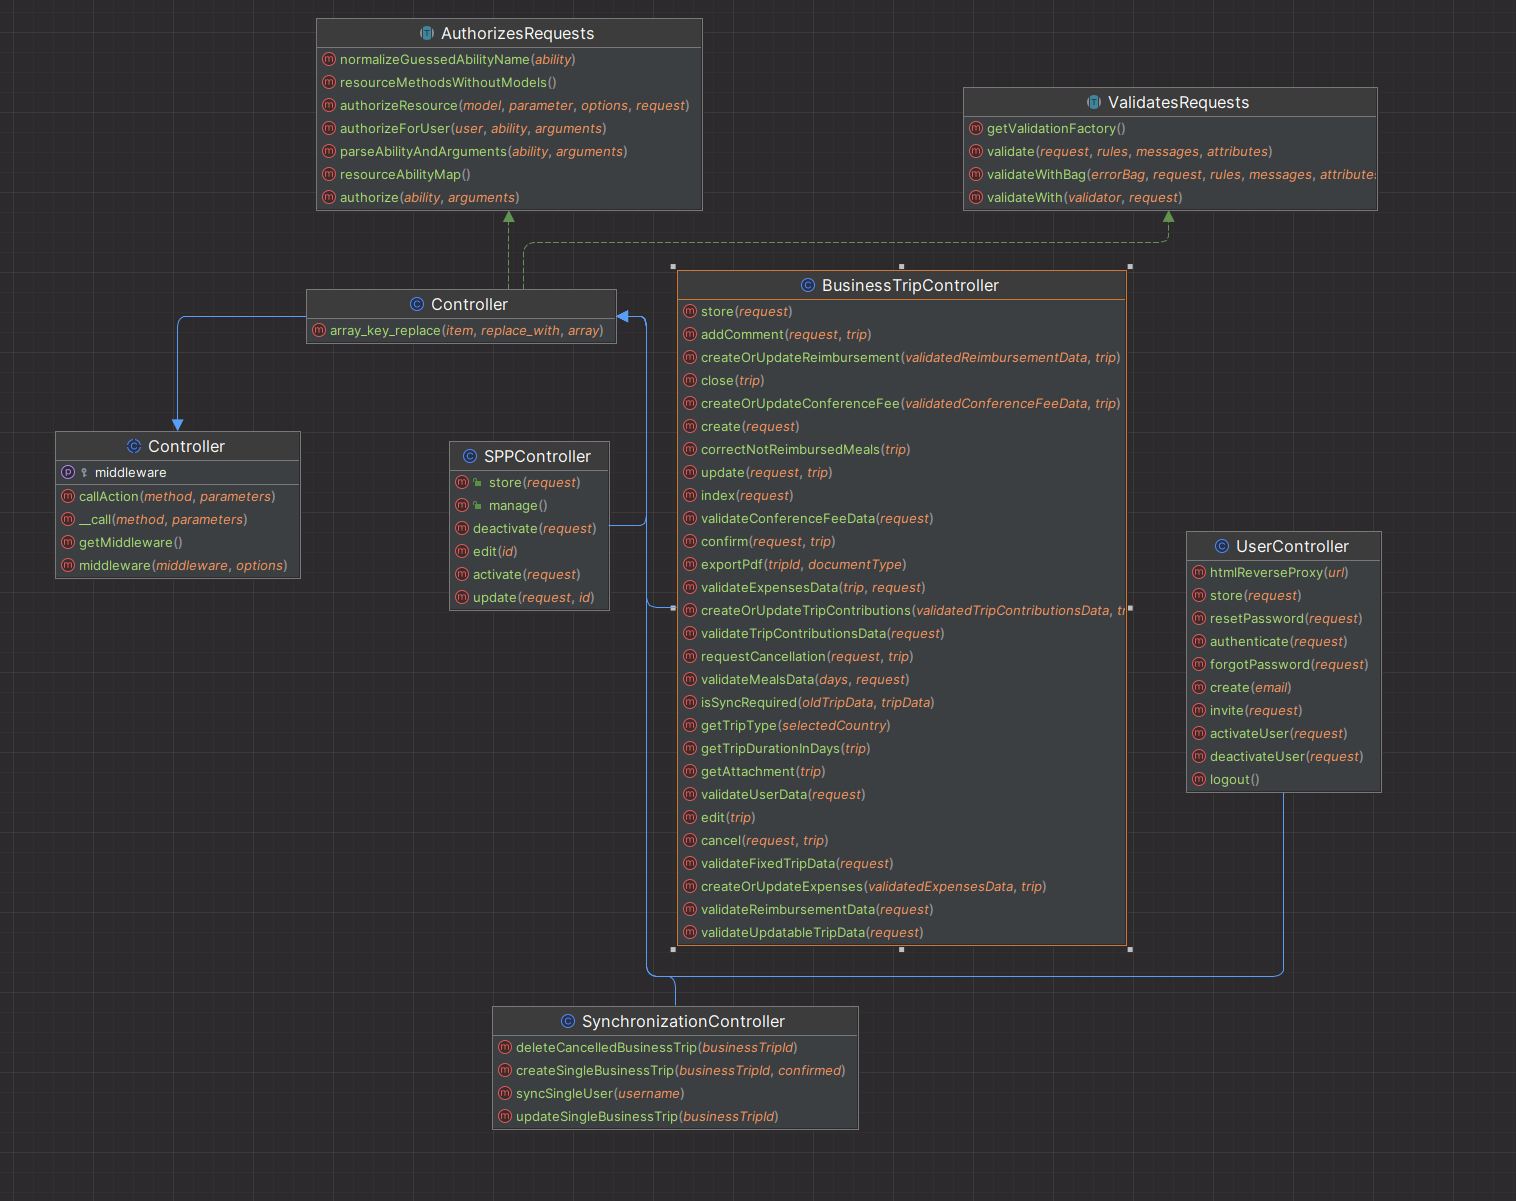 AuthorizesRequests
normalizeGuessedAbilityName(ability)
resourceMethodsWithoutModels()
authorizeResource(model, parameter, options, request)
authorizeForUser(user, ability, arguments)
parseAbilityAndArguments(ability, arguments)
resourceAbilityMap()
authorize(ability, arguments)
ValidatesRequests
getValidationFactory()
validate(request, rules, messages, attributes)
validateWithBag(errorBag, request, rules, messages, attributes
validateWith(validator, request)
Controller
array_key_replace(item, replace_with, array)
Controller
middleware
callAction(method, parameters)
__call(method, parameters)
getMiddleware()
middleware(middleware, options)
SPPController
store(request)
manage()
deactivate(request)
edit(id)
activate(request)
update(request, id)
BusinessTripController
store(request)
addComment(request, trip)
createOrUpdateReimbursement(validatedReimbursementData, trip)
close(trip)
createOrUpdateConferenceFee(validatedConferenceFeeData, trip)
create(request)
correctNotReimbursedMeals(trip)
update(request, trip)
index(request)
validateConferenceFeeData(request)
confirm(request, trip)
exportPdf(tripId, documentType)
validateExpensesData(trip, request)
createOrUpdateTripContributions(validatedTripContributionsData, tr
validateTripContributionsData(request)
requestCancellation(request, trip)
validateMealsData(days, request)
isSyncRequired(oldTripData, tripData)
getTripType(selectedCountry)
getTripDurationInDays(trip)
getAttachment(trip)
validateUserData(request)
edit(trip)
cancel(request, trip)
validateFixedTripData(request)
createOrUpdateExpenses(validatedExpensesData, trip)
validateReimbursementData(request)
validateUpdatableTripData(request)
UserController
htmlReverseProxy(url)
store(request)
resetPassword(request)
authenticate(request)
forgotPassword(request)
create(email)
invite(request)
activateUser(request)
deactivateUser(request)
logout()
SynchronizationController
deleteCancelledBusinessTrip(businessTripId)
createSingleBusinessTrip(businessTripId, confirmed)
syncSingleUser(username)
updateSingleBusinessTrip(businessTripId)